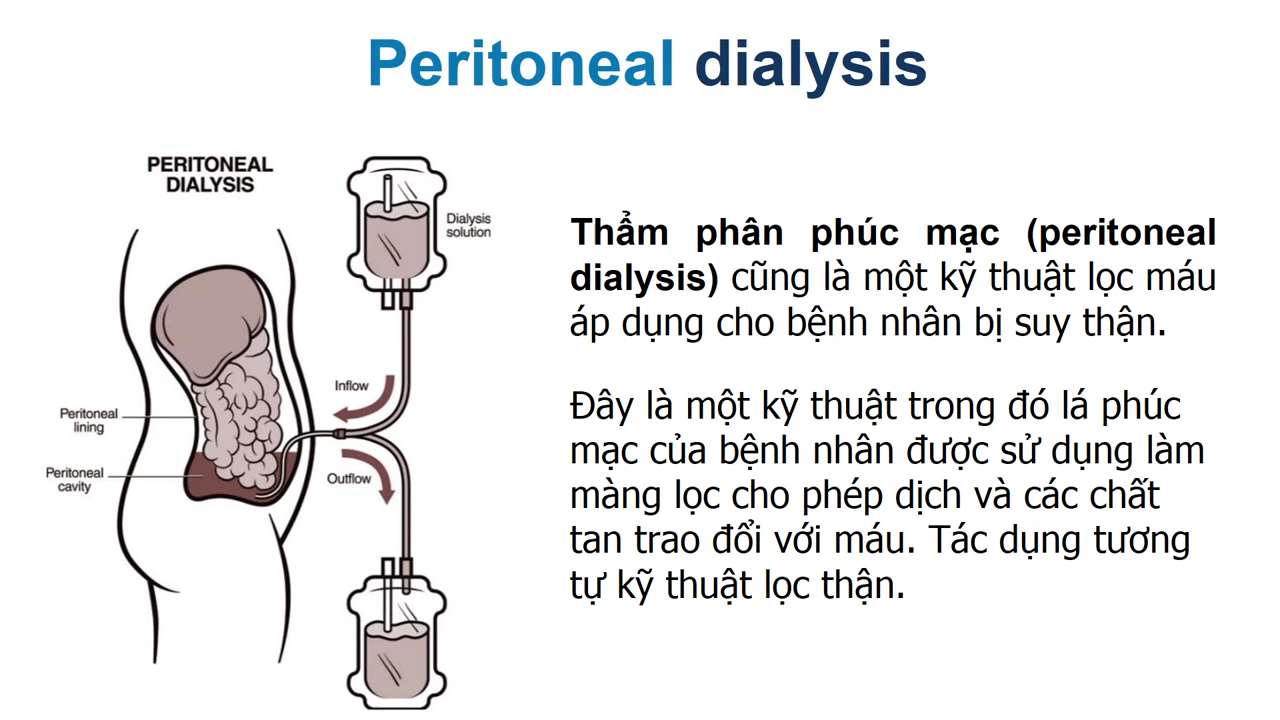 Peritoneal dialysis
PERITONEAL
DIALYSIS
Dialysis
solution
Inflow
Peritoneal
lining
Peritoneal
cavity
Outflow
Thẩm phân phúc mạc (peritoneal
dialysis) cũng là một kỹ thuật lọc máu
áp dụng cho bệnh nhân bị suy thận.
Đây là một kỹ thuật trong đó lá phúc
mạc của bệnh nhân được sử dụng làm
màng lọc cho phép dịch và các chất
tan trao đổi với máu. Tác dụng tương
tự kỹ thuật lọc thận.